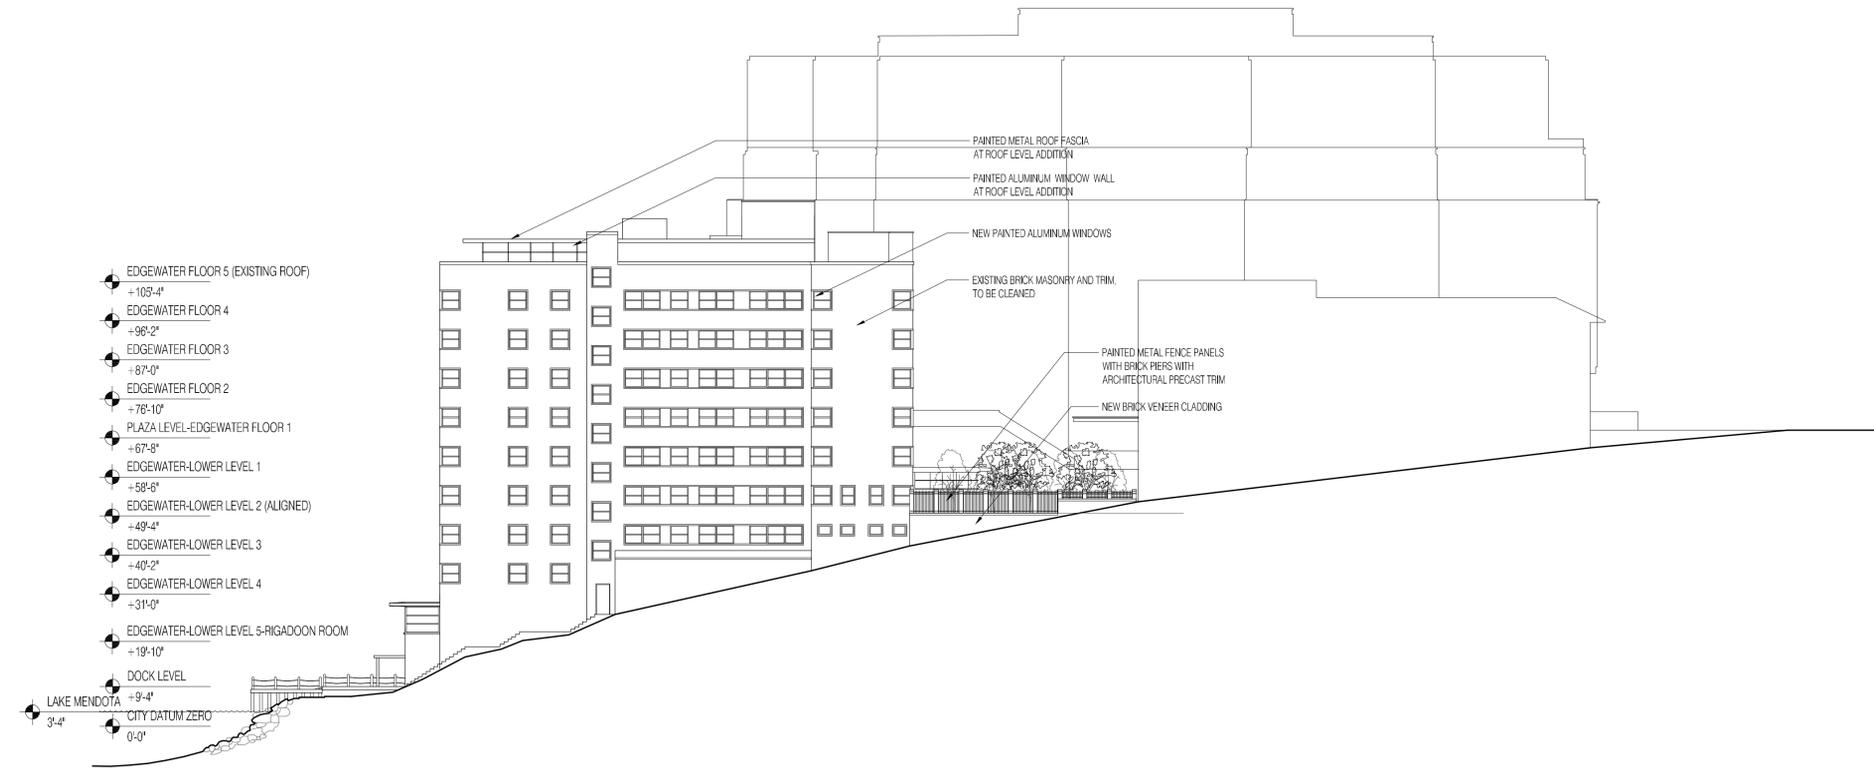 PAINTED METAL ROOF FASCIA
AT ROOF LEVEL ADDITION
PAINTED ALUMINUM WINDOW WALL
AT ROOF LEVEL ADDITION
NEW PAINTED ALUMINUM WINDOWS
EXISTING BRICK MASONRY AND TRIM,
TO BE CLEANED
PAINTED METAL FENCE PANELS
WITH BRICK PIERS WITH
ARCHITECTURAL PRECAST TRIM
NEW BRICK VENEER CLADDING
EDGEWATER FLOOR 5 (EXISTING ROOF)
+105'-4"
EDGEWATER FLOOR 4
+96'-2"
EDGEWATER FLOOR 3
+87'-0"
EDGEWATER FLOOR 2
+76'-10"
PLAZA LEVEL-EDGEWATER FLOOR 1
+67'-8"
EDGEWATER-LOWER LEVEL 1
+58'-6"
EDGEWATER-LOWER LEVEL 2 (ALIGNED)
+49'-4"
EDGEWATER-LOWER LEVEL 3
+40'-2"
EDGEWATER-LOWER LEVEL 4
+31'-0"
EDGEWATER-LOWER LEVEL 5-RIGADOON ROOM
+19'-10"
DOCK LEVEL
+9'-4"
LAKE MENDOTA
3'-4"
CITY DATUM ZERO
0'-0"